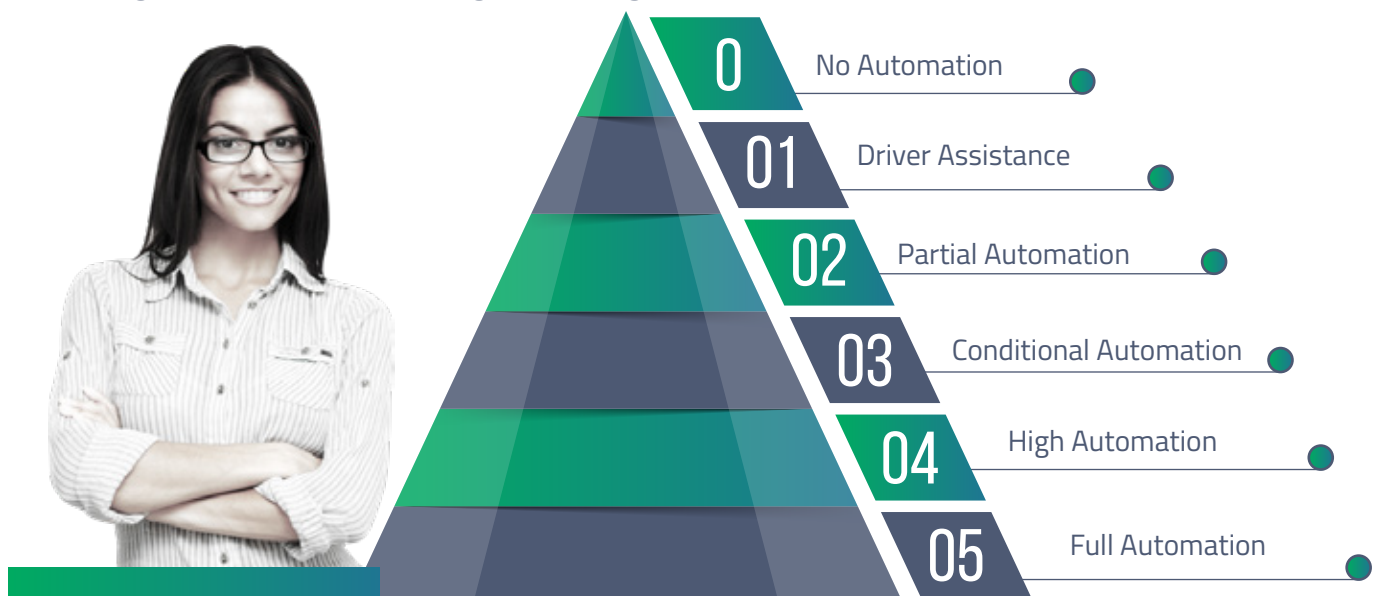 0
No Automation
01
Driver Assistance
02
Partial Automation
03
Conditional Automation
04
High Automation
05
Full Automation